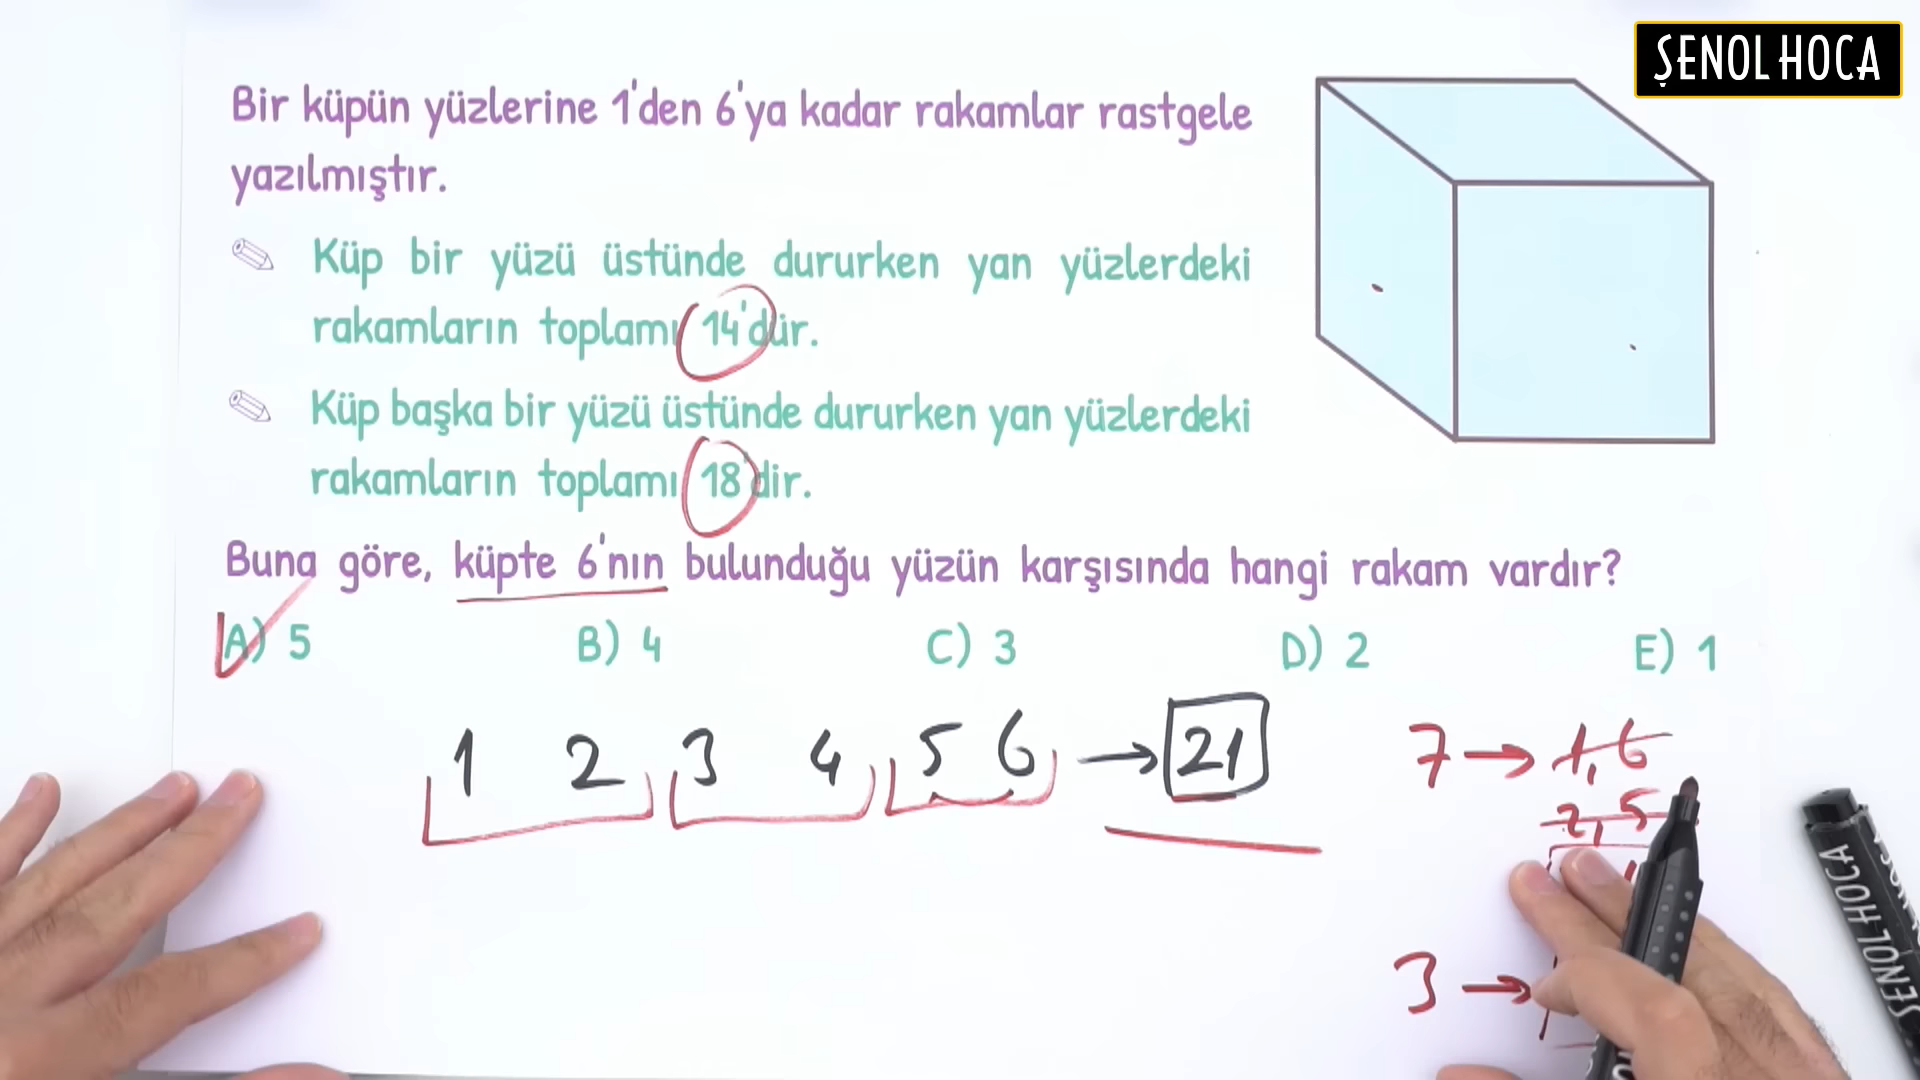 ŞENOL HOCA
Bir küpün yüzlerine 1'den 6'ya kadar rakamlar rastgele
yazılmıştır.
Küp bir yüzü üstünde dururken yan yüzlerdeki
rakamların toplamı 14'dür.
Küp başka bir yüzü üstünde dururken yan yüzlerdeki
rakamların toplamı 18'dir.
Buna göre, küpte 6'nın bulunduğu yüzün karşısında hangi rakam vardır?
A) 5 B) 4 C) 3 D) 2 E) 1
1 2 3 4 5 6 → 21
7 → 1,6
2,5
3 →
ŞENOL HOCA